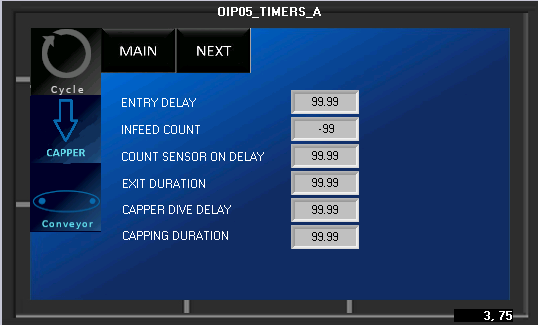 OIP05_TIMERS_A
MAIN NEXT
Cycle
ENTRY DELAY 99.99
INFEED COUNT -99
CAPPER
COUNT SENSOR ON DELAY 99.99
EXIT DURATION 99.99
CAPPER DIVE DELAY 99.99
Conveyor
CAPPING DURATION 99.99
3, 75